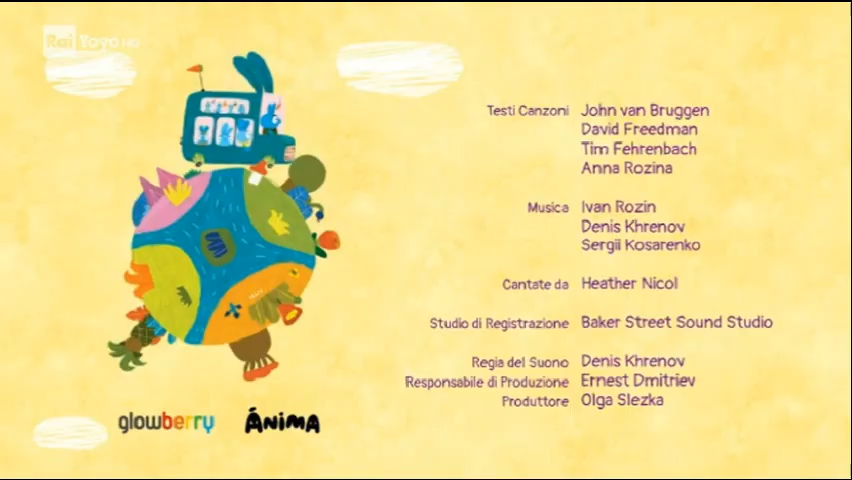 Rai Yoyo HD
Testi Canzoni John van Bruggen
David Freedman
Tim Fehrenbach
Anna Rozina
Musica Ivan Rozin
Denis Khrenov
Sergii Kosarenko
Cantate da Heather Nicol
Studio di Registrazione Baker Street Sound Studio
Regia del Suono Denis Khrenov
Responsabile di Produzione Ernest Dmitriev
Produttore Olga Slezka
glowberry ÁNIMA